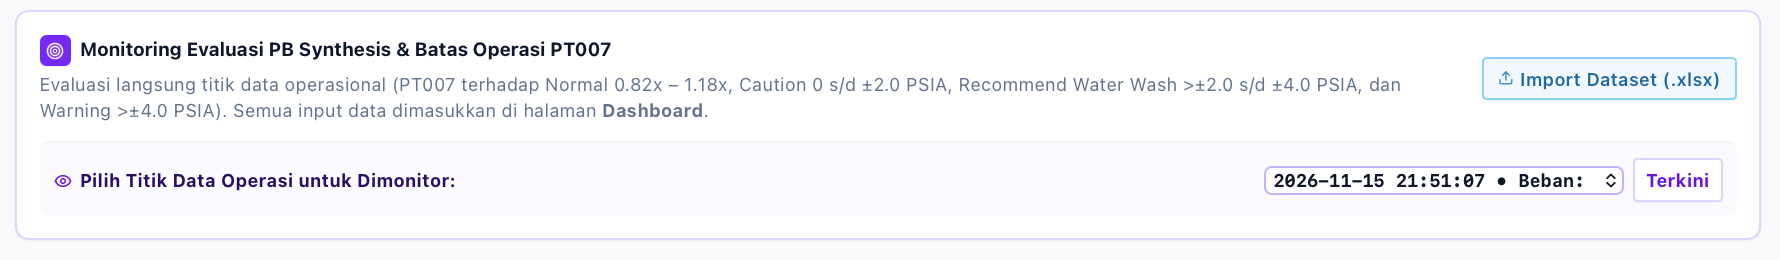 Monitoring Evaluasi PB Synthesis & Batas Operasi PT007
Evaluasi langsung titik data operasional (PT007 terhadap Normal 0.82x – 1.18x, Caution 0 s/d ±2.0 PSIA, Recommend Water Wash >±2.0 s/d ±4.0 PSIA, dan
Warning >±4.0 PSIA). Semua input data dimasukkan di halaman Dashboard.
Import Dataset (.xlsx)
Pilih Titik Data Operasi untuk Dimonitor:
2026-11-15 21:51:07 • Beban:
Terkini